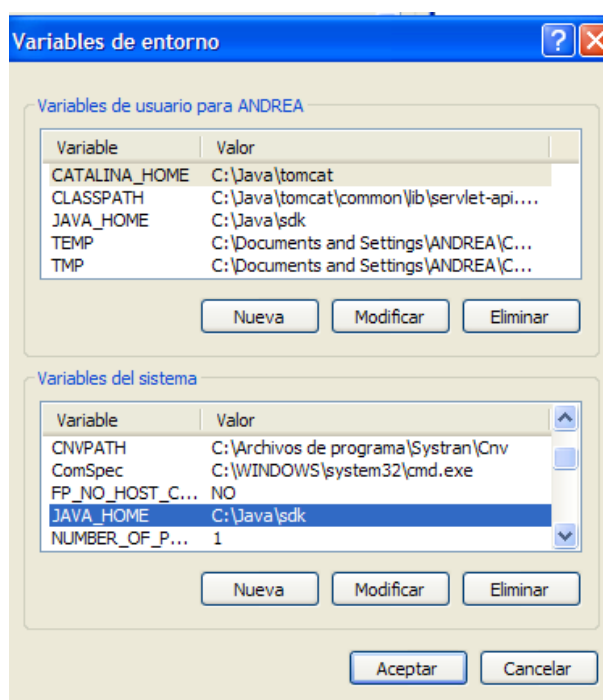 Variables de entorno
Variables de usuario para ANDREA
Variable Valor
CATALINA_HOME C:\Java\tomcat
CLASSPATH C:\Java\tomcat\common\lib\servlet-api....
JAVA_HOME C:\Java\sdk
TEMP C:\Documents and Settings\ANDREA\C...
TMP C:\Documents and Settings\ANDREA\C...
Nueva Modificar Eliminar
Variables del sistema
Variable Valor
CNVPATH C:\Archivos de programa\Systran\Cnv
ComSpec C:\WINDOWS\system32\cmd.exe
FP_NO_HOST_C... NO
JAVA_HOME C:\Java\sdk
NUMBER_OF_P... 1
Nueva Modificar Eliminar
Aceptar Cancelar